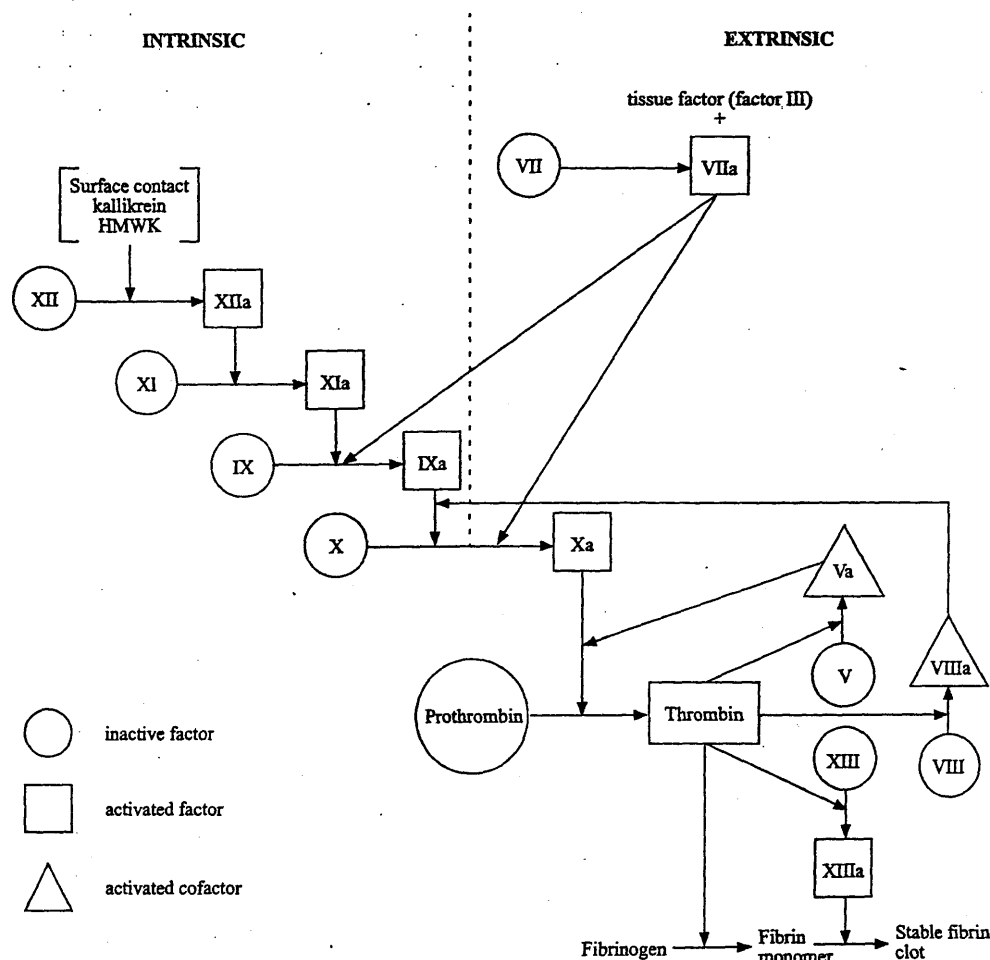 INTRINSIC
EXTRINSIC
tissue factor (factor III)
+
VII
VIIa
Surface contact
kallikrein
HMWK
XII
XIIa
XI
XIa
IX
IXa
X
Xa
Va
V
VIIIa
VIII
Prothrombin
Thrombin
XIII
XIIIa
inactive factor
activated factor
activated cofactor
Fibrinogen
Fibrin
monomer
Stable fibrin
clot